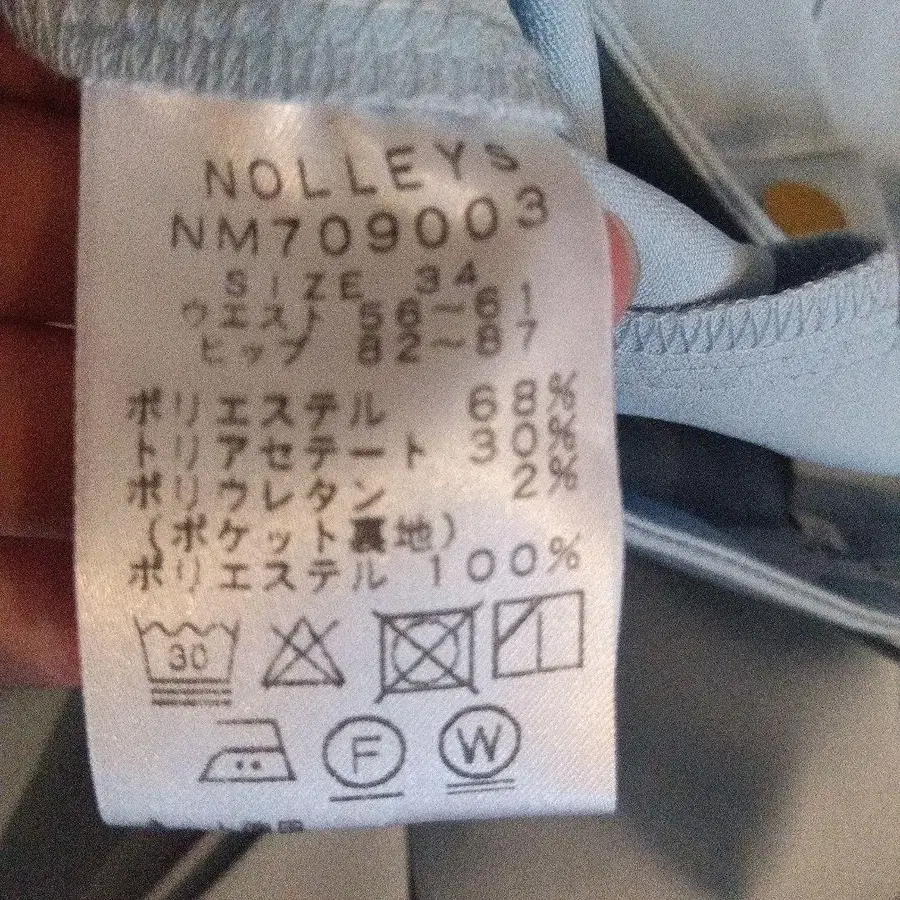 NOLLEYS
NM709003
SIZE 34
ウエスト 56~61
ヒップ 82~87
ポリエステル 68%
トリアセテート 30%
ポリウレタン 2%
(ポケット裏地)
ポリエステル 100%
30
F
W